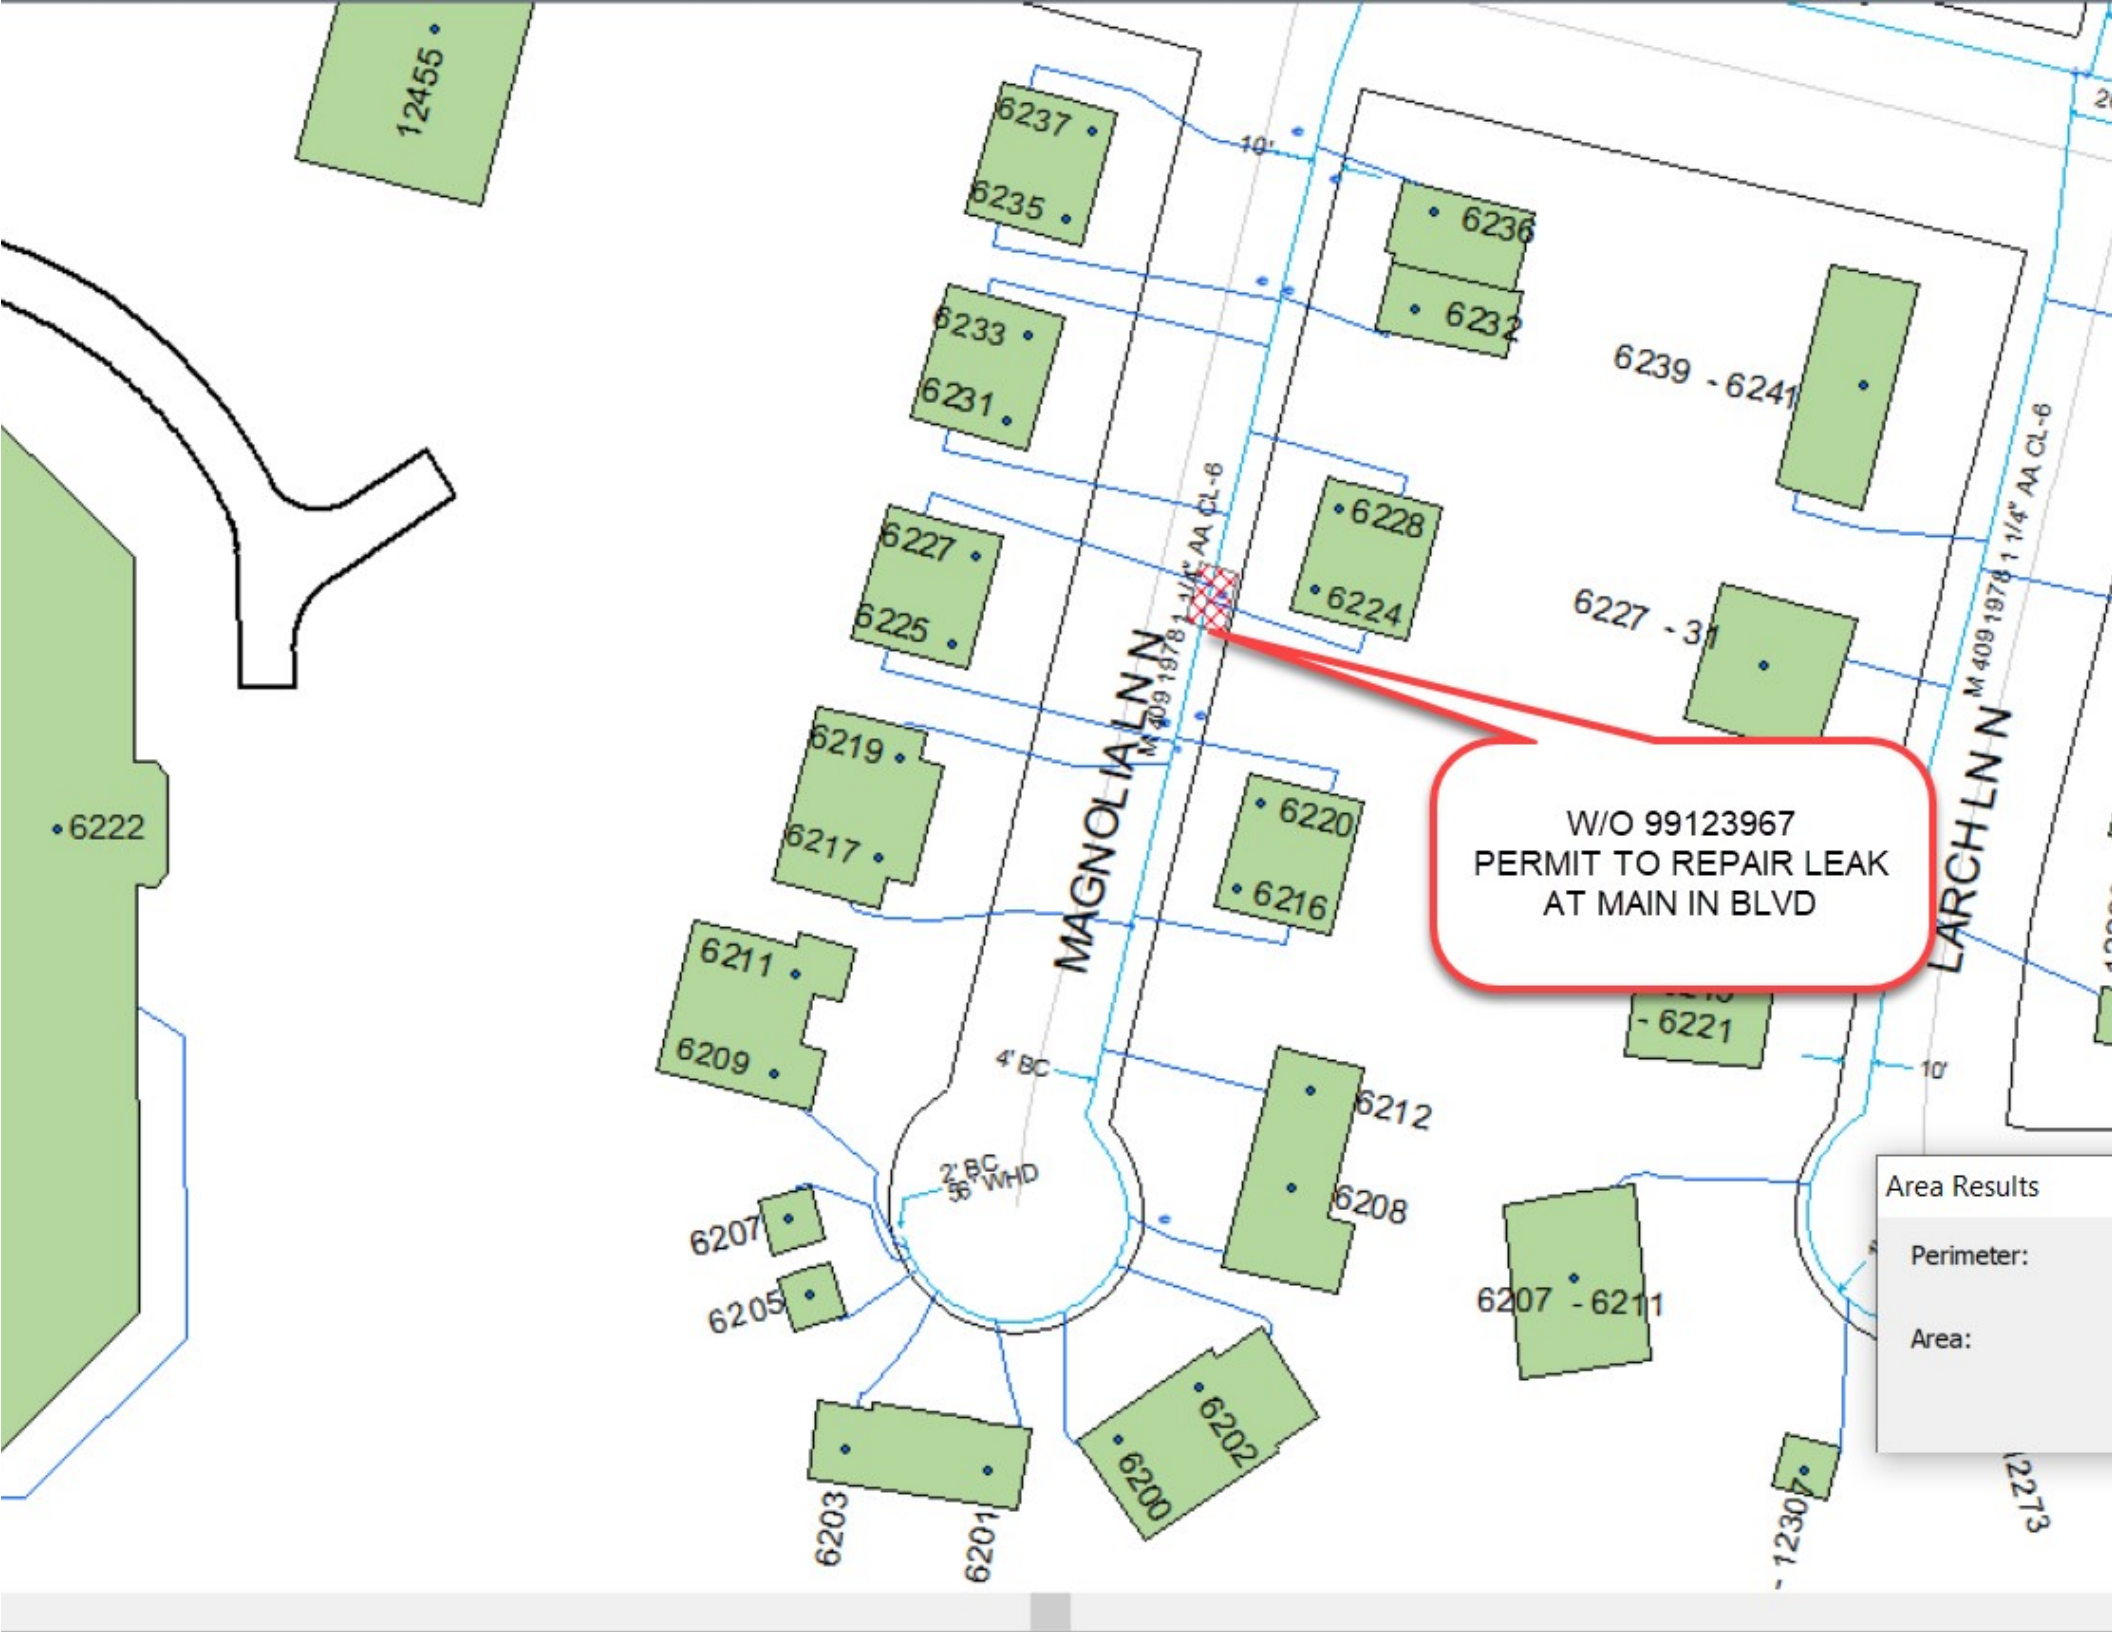 12455
6237
6235
10'
20
6236
6232
6233
6231
6239 - 6241
M 409 1978 1 1/4" AA CL-6
6228
6224
6227
6225
6227 - 31
M 409 1978 1 1/4" AA CL-6
MAGNOLIA LN N
LARCH LN N
6219
6217
6220
6216
6222
W/O 99123967
PERMIT TO REPAIR LEAK
AT MAIN IN BLVD
6211
6209
- 6221
4' BC
10'
6212
6208
2' BC
56' WHD
6207
6205
6207 - 6211
Area Results
Perimeter:
Area:
6202
6200
6203
6201
- 12307
2273